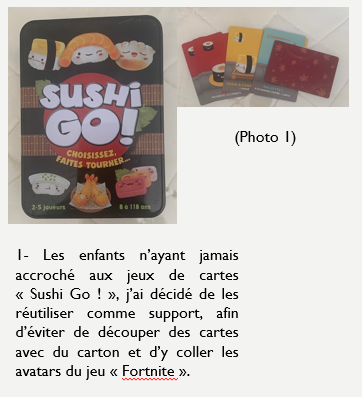 SUSHI
GO!
CHOISISSEZ,
FAITES TOURNER...
2-5 joueurs
8 à 118 ans
(Photo 1)
1- Les enfants n'ayant jamais
accroché aux jeux de cartes
« Sushi Go ! », j'ai décidé de les
réutiliser comme support, afin
d'éviter de découper des cartes
avec du carton et d'y coller les
avatars du jeu « Fortnite ».